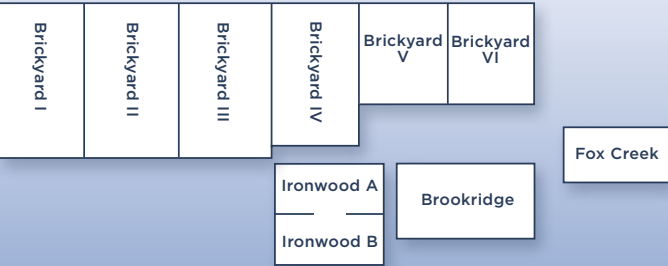 Brickyard I
Brickyard II
Brickyard III
Brickyard IV
Brickyard
V
Brickyard
VI
Fox Creek
Ironwood A
Brookridge
Ironwood B